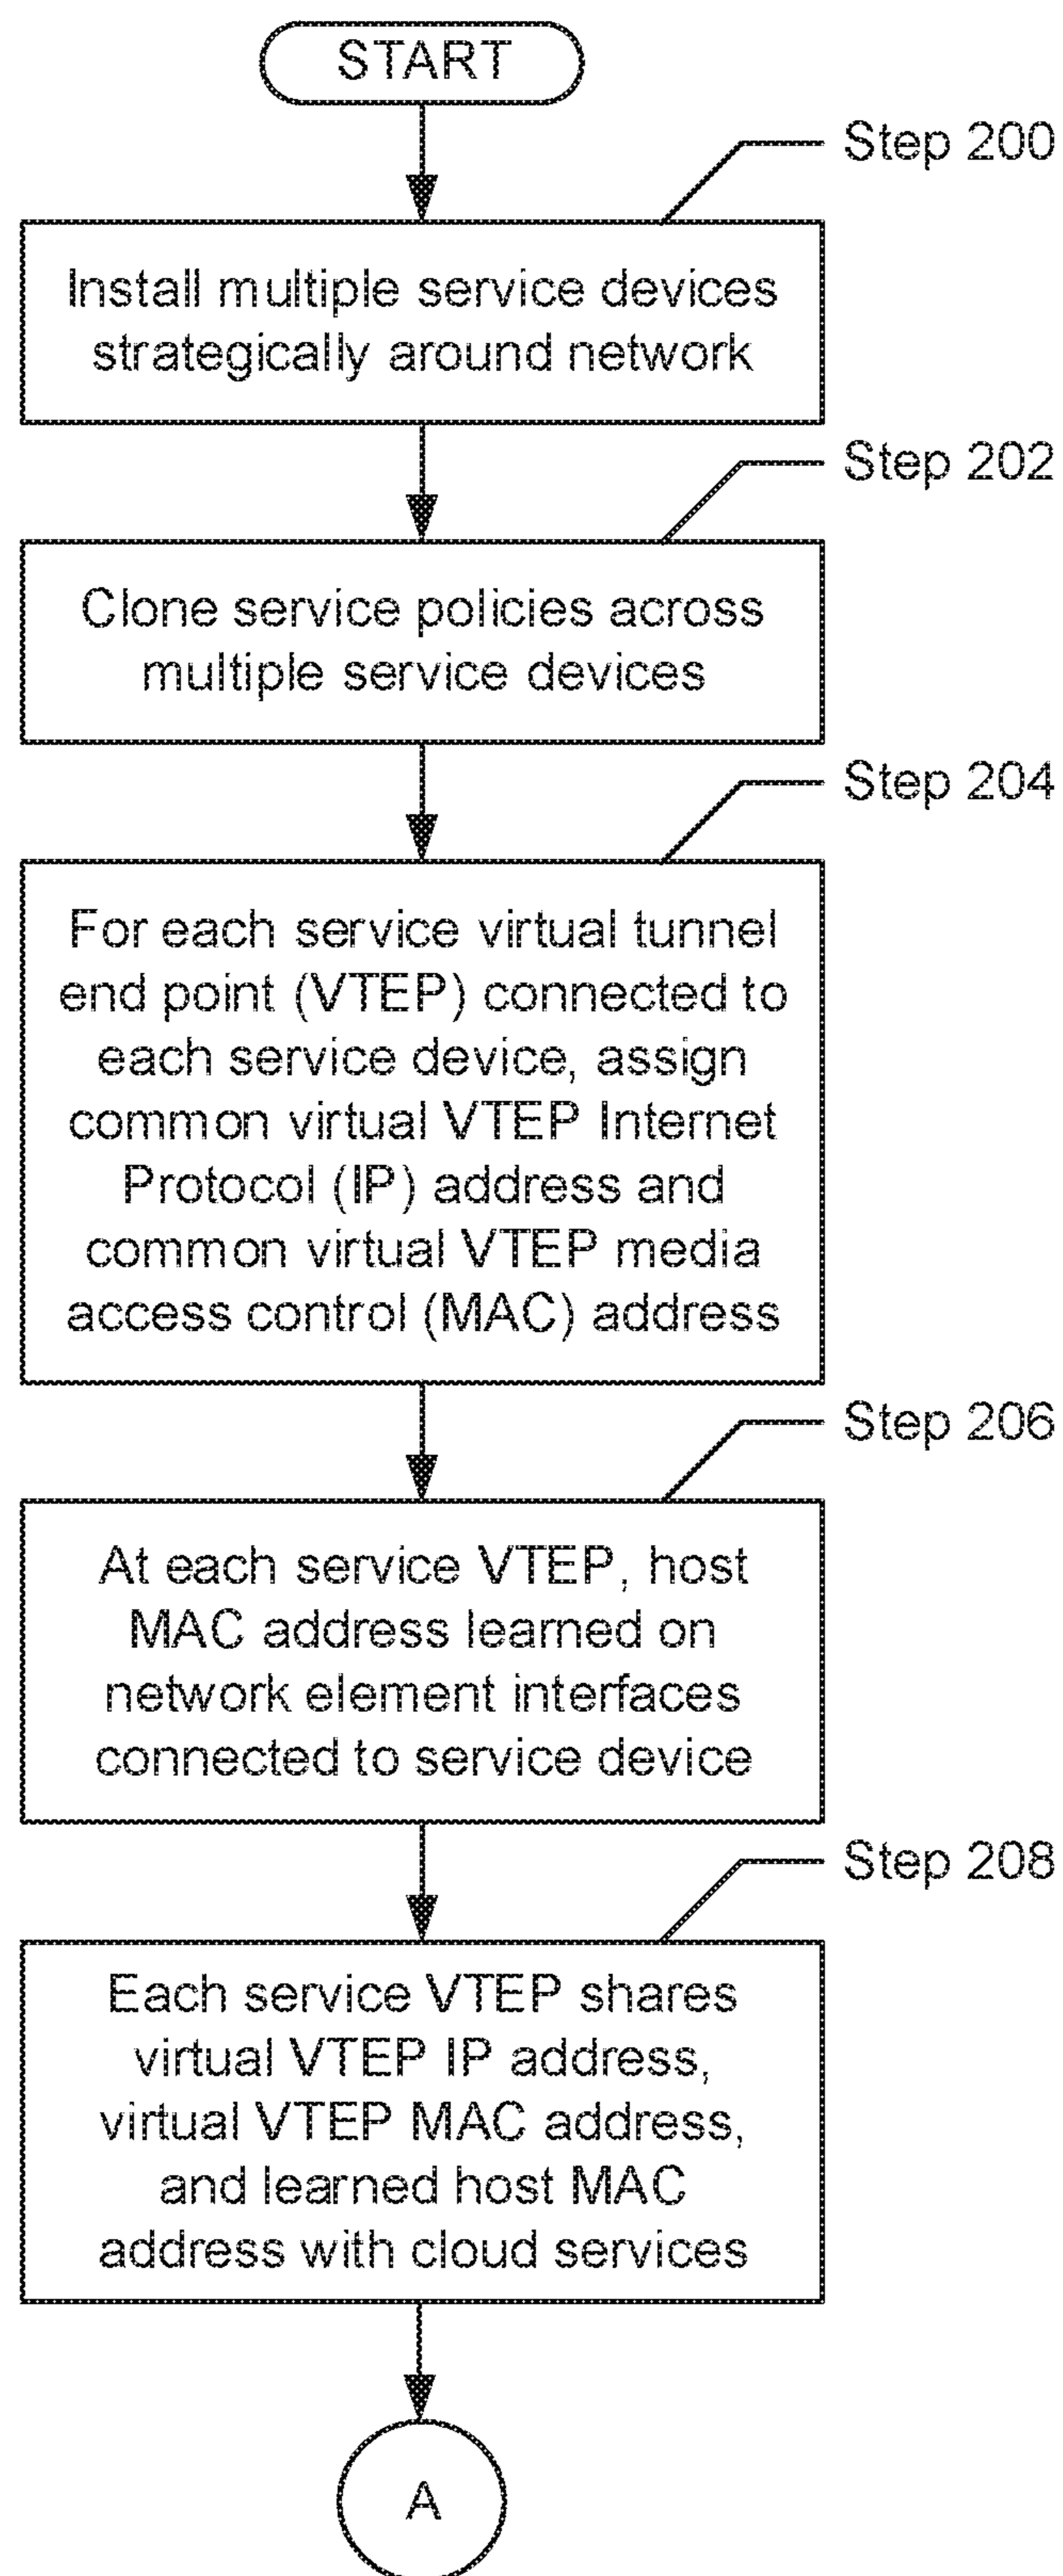 START
Step 200
Install multiple service devices
strategically around network
Step 202
Clone service policies across
multiple service devices
Step 204
For each service virtual tunnel
end point (VTEP) connected to
each service device, assign
common virtual VTEP Internet
Protocol (IP) address and
common virtual VTEP media
access control (MAC) address
Step 206
At each service VTEP, host
MAC address learned on
network element interfaces
connected to service device
Step 208
Each service VTEP shares
virtual VTEP IP address,
virtual VTEP MAC address,
and learned host MAC
address with cloud services
A